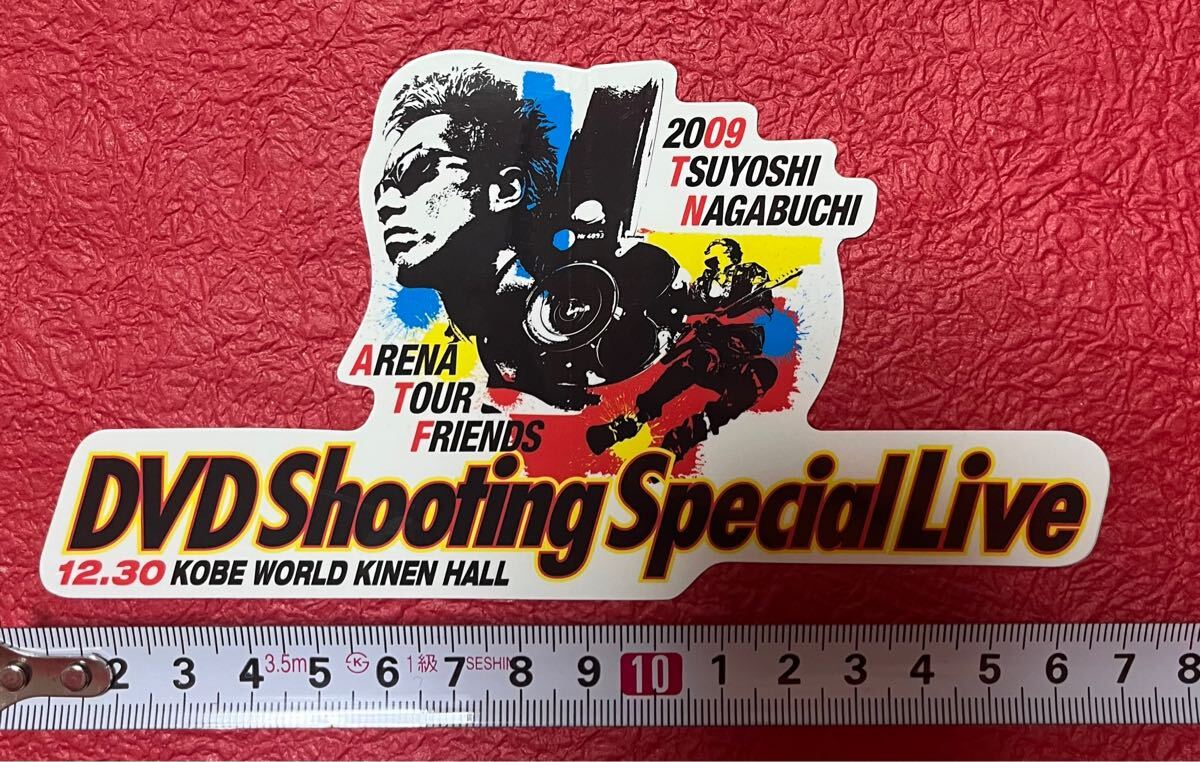 2009
TSUYOSHI
NAGABUCHI
Nr 4093
ARENA
TOUR
FRIENDS
DVD Shooting Special Live
12.30 KOBE WORLD KINEN HALL
2 3 4 3.5m 5 K 6 1級 7 SESHIN 8 9 10 1 2 3 4 5 6 7 8